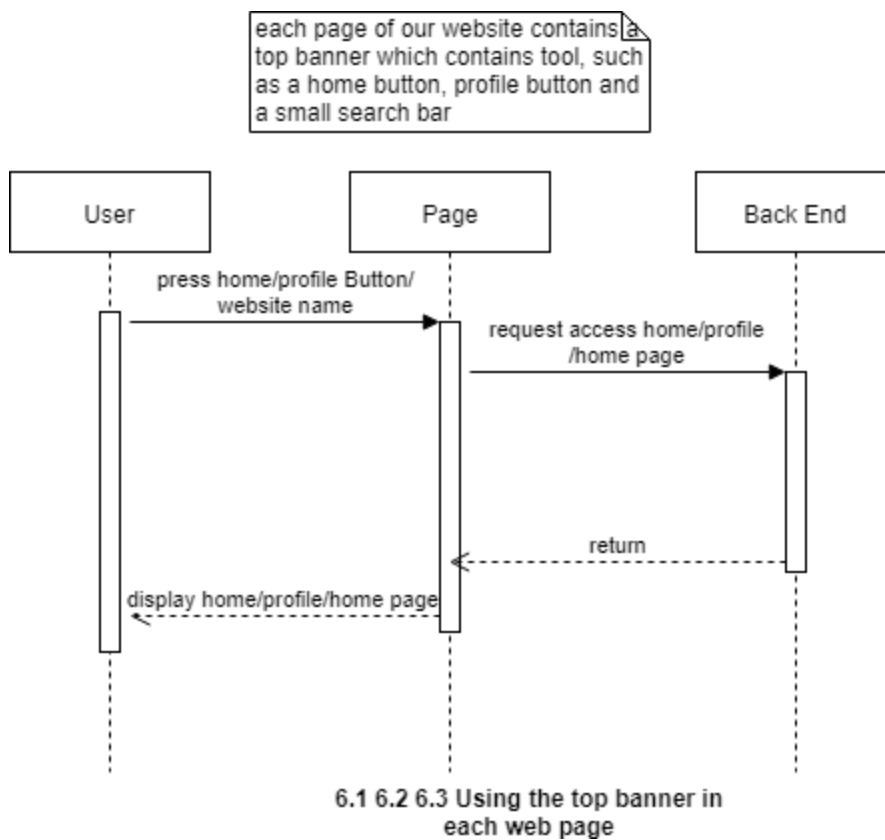 each page of our website contains a
top banner which contains tool, such
as a home button, profile button and
a small search bar
User
Page
Back End
press home/profile Button/
website name
request access home/profile
/home page
return
display home/profile/home page
6.1 6.2 6.3 Using the top banner in
each web page